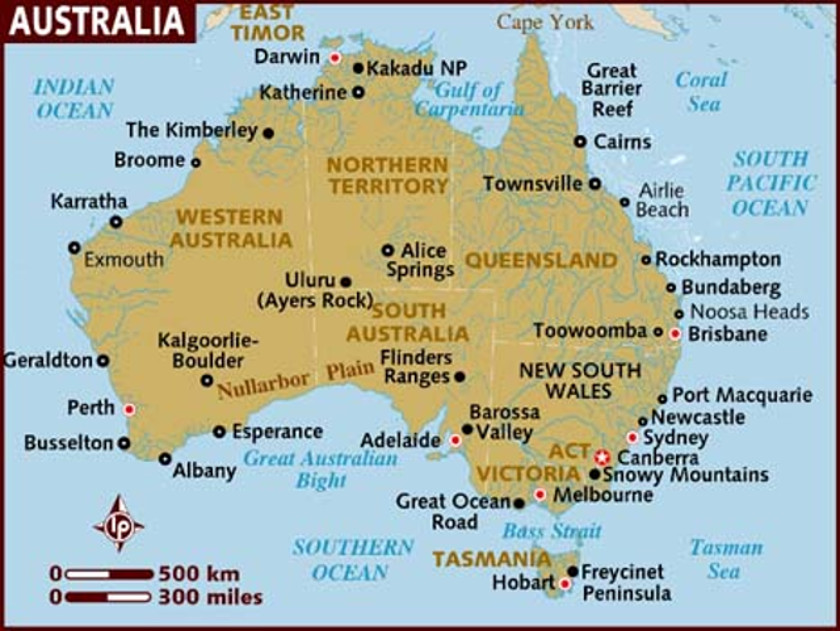 AUSTRALIA
EAST
TIMOR
Cape York
Darwin
Kakadu NP
Katherine
INDIAN
OCEAN
Gulf of
Carpentaria
Great
Barrier
Reef
Coral
Sea
The Kimberley
Broome
Cairns
NORTHERN
TERRITORY
Townsville
Airlie
Beach
SOUTH
PACIFIC
OCEAN
Karratha
WESTERN
AUSTRALIA
Exmouth
Alice
Springs
QUEENSLAND
Rockhampton
Uluru
(Ayers Rock)
Bundaberg
SOUTH
AUSTRALIA
Noosa Heads
Toowoomba
Brisbane
Geraldton
Kalgoorlie-
Boulder
Nullarbor Plain
Flinders
Ranges
NEW SOUTH
WALES
Port Macquarie
Perth
Barossa
Valley
Newcastle
Busselton
Esperance
Adelaide
Sydney
ACT
Canberra
Albany
Great Australian
Bight
VICTORIA
Snowy Mountains
Great Ocean
Road
Melbourne
lp
Bass Strait
SOUTHERN
OCEAN
TASMANIA
Tasman
Sea
0 500 km
0 300 miles
Hobart
Freycinet
Peninsula